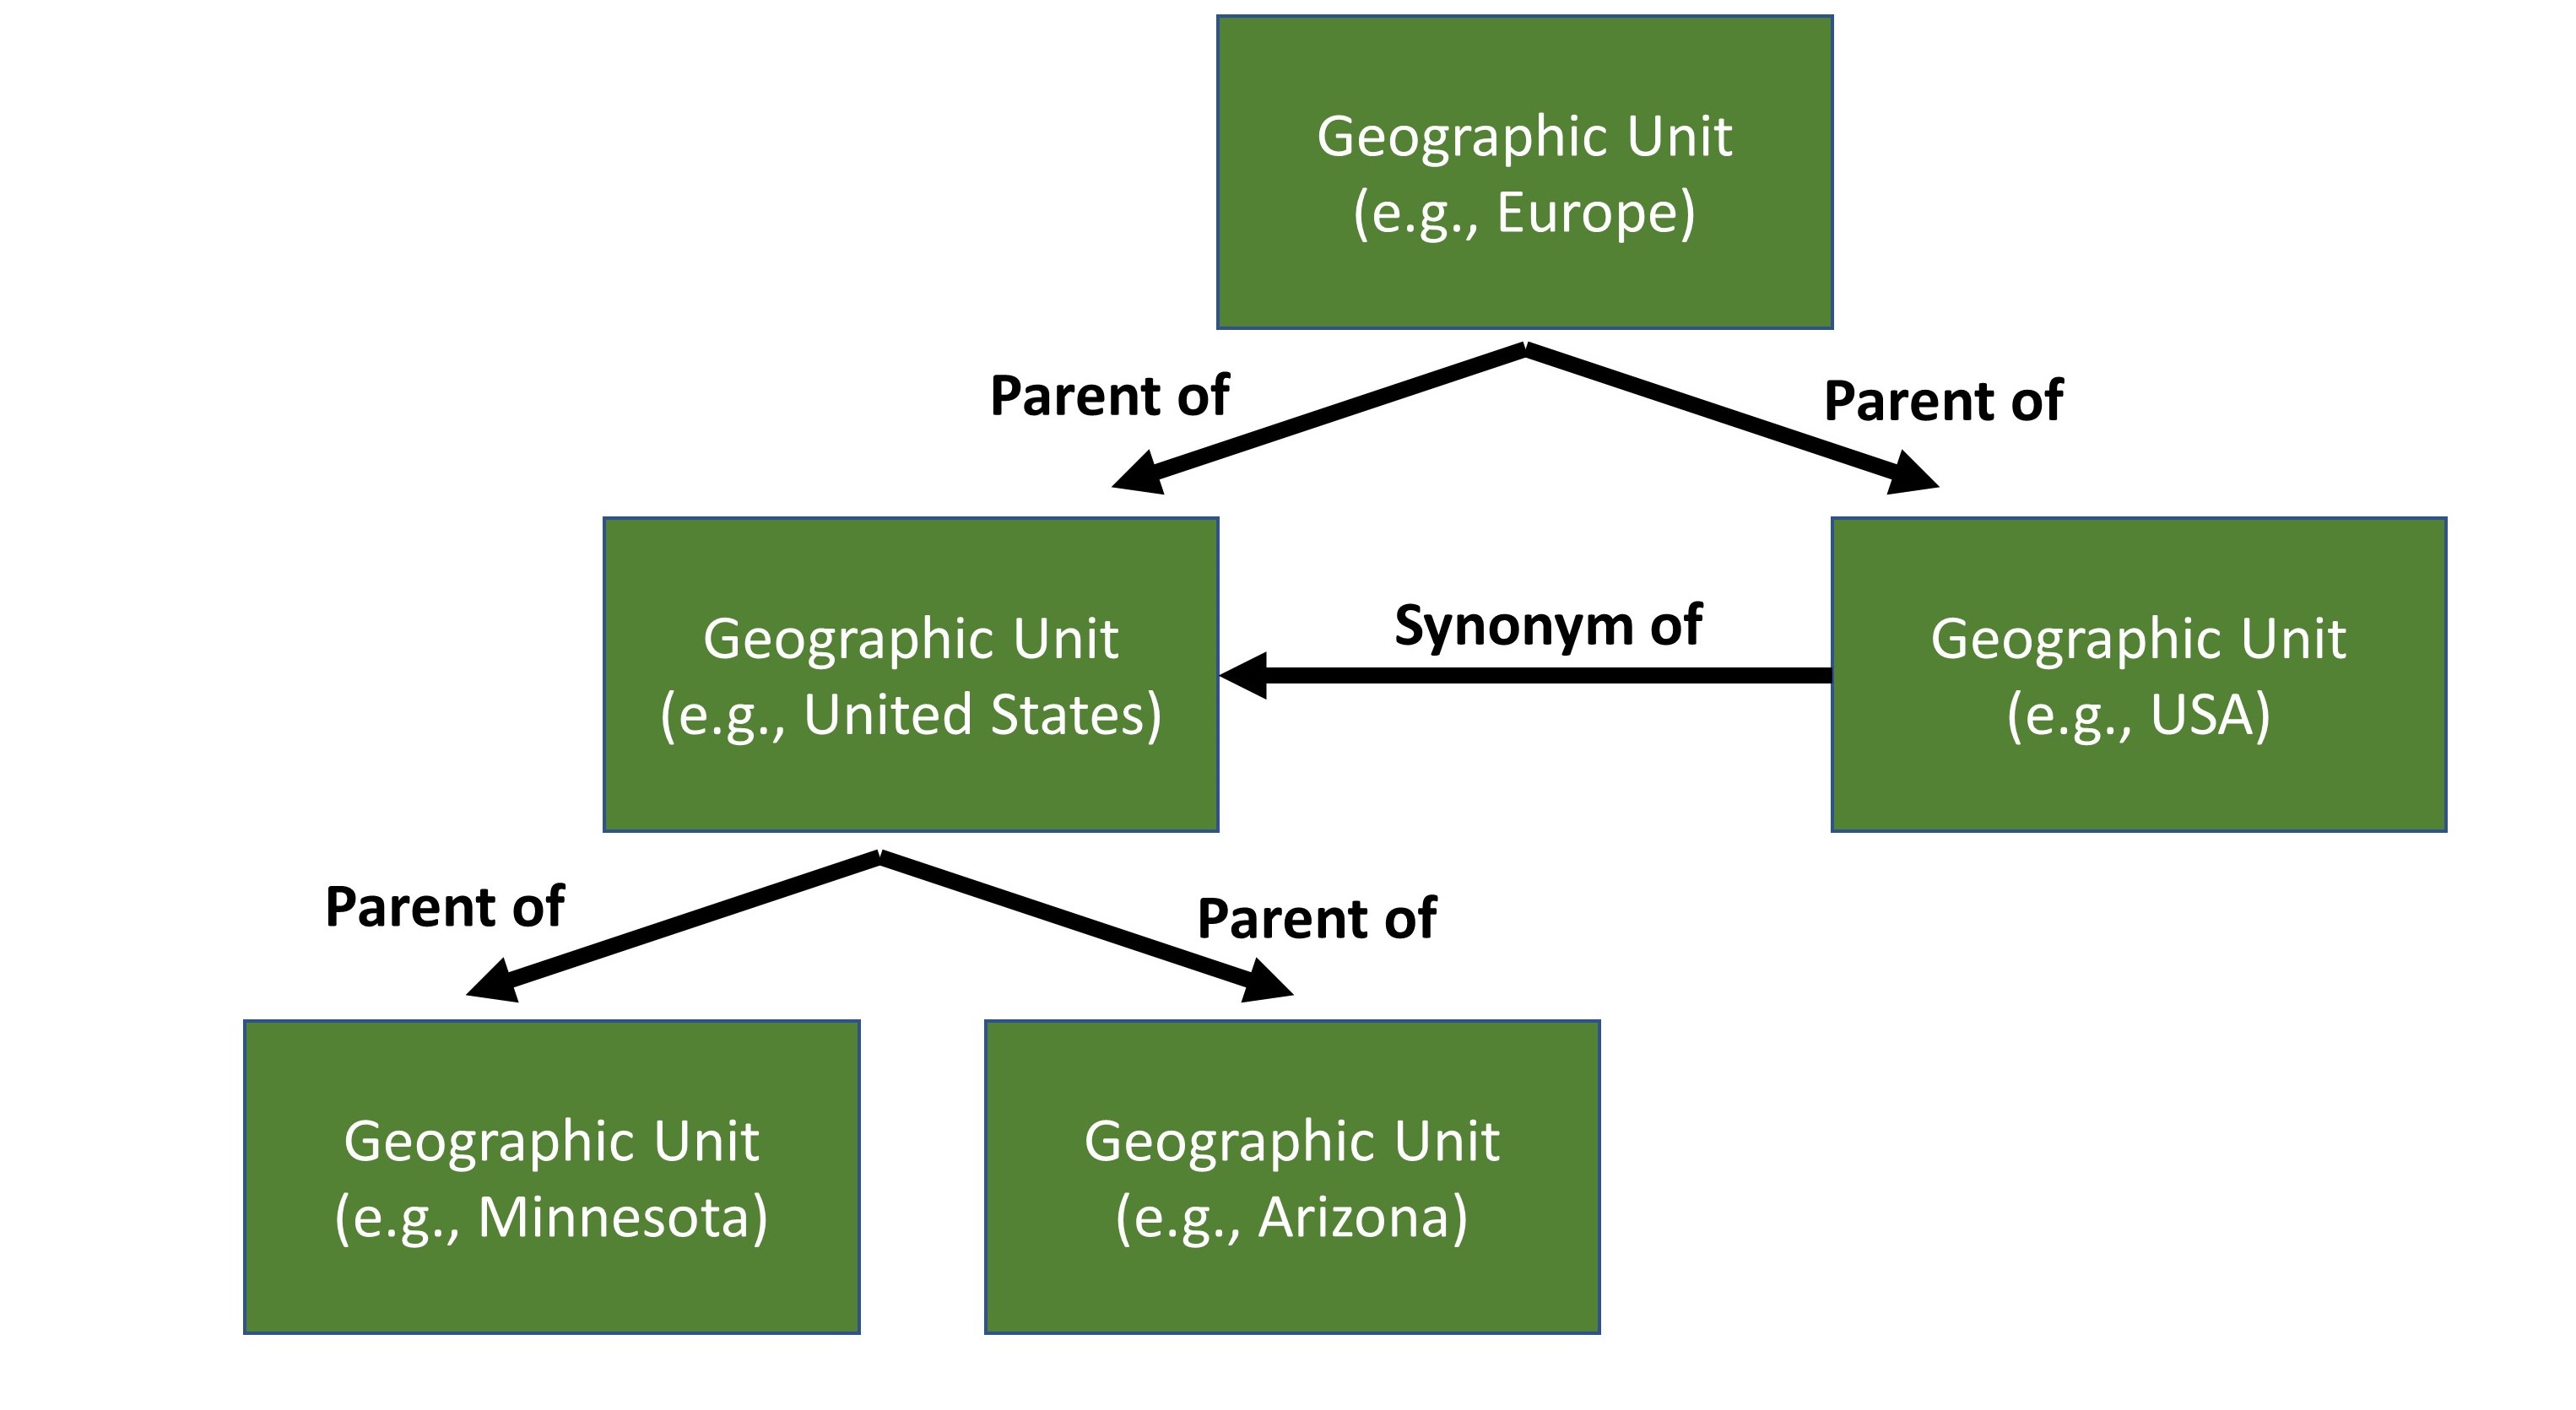 Geographic Unit
(e.g., Europe)
Parent of
Parent of
Geographic Unit
(e.g., United States)
Synonym of
Geographic Unit
(e.g., USA)
Parent of
Parent of
Geographic Unit
(e.g., Minnesota)
Geographic Unit
(e.g., Arizona)